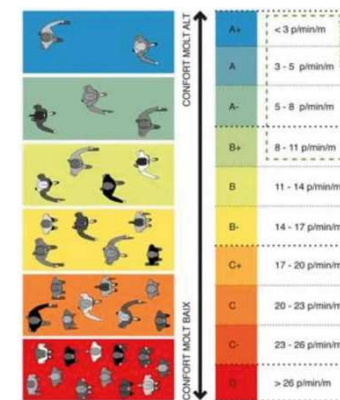 CONFORT MOLT ALT
CONFORT MOLT BAIX
A+ < 3 p/min/m
A 3 - 5 p/min/m
A- 5 - 8 p/min/m
B+ 8 - 11 p/min/m
B 11 - 14 p/min/m
B- 14 - 17 p/min/m
C+ 17 - 20 p/min/m
C 20 - 23 p/min/m
C- 23 - 26 p/min/m
D > 26 p/min/m